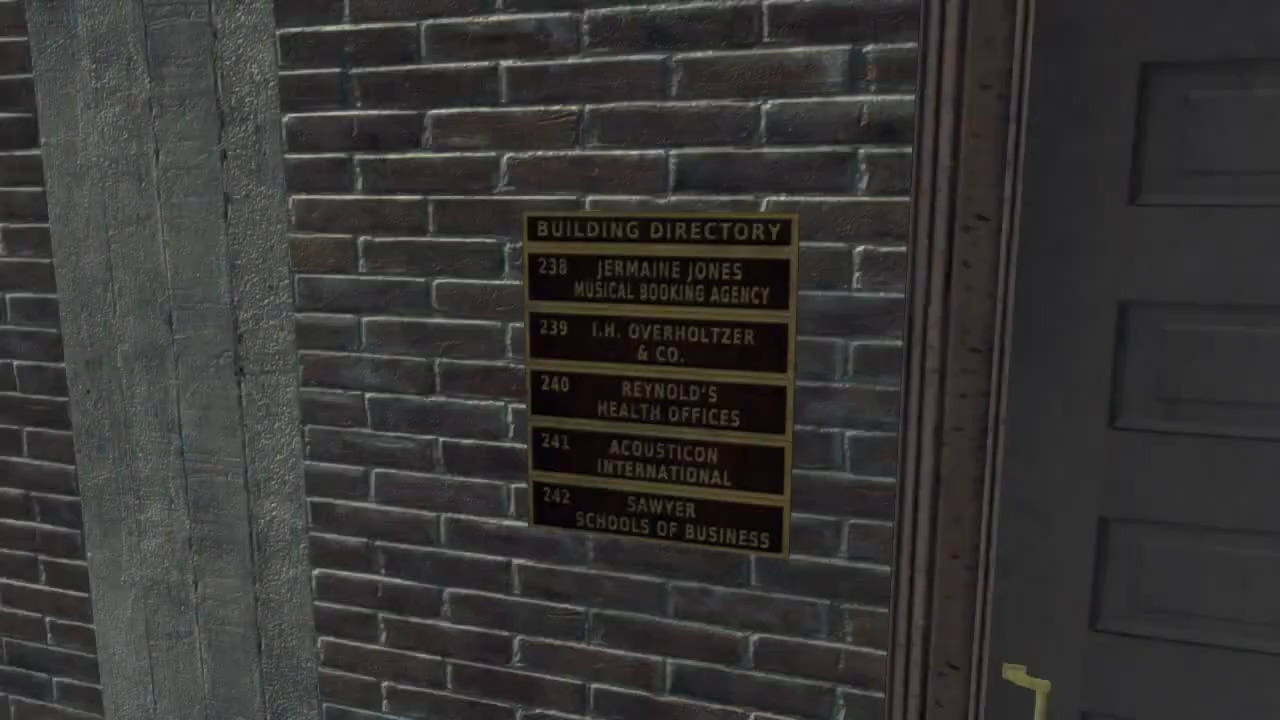 BUILDING DIRECTORY
238 JERMAINE JONES
MUSICAL BOOKING AGENCY
239 I.H. OVERHOLTZER
& CO.
240 REYNOLD'S
HEALTH OFFICES
241 ACOUSTICON
INTERNATIONAL
242 SAWYER
SCHOOLS OF BUSINESS